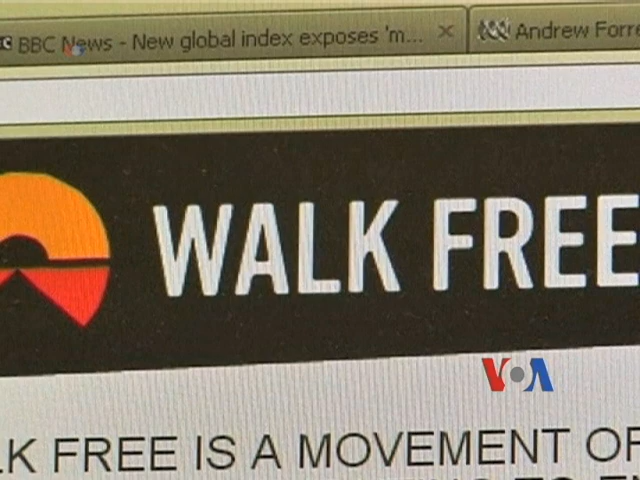 BBC News - New global index exposes 'm...
Andrew Forre
WALK FREE
VOA
LK FREE IS A MOVEMENT OF